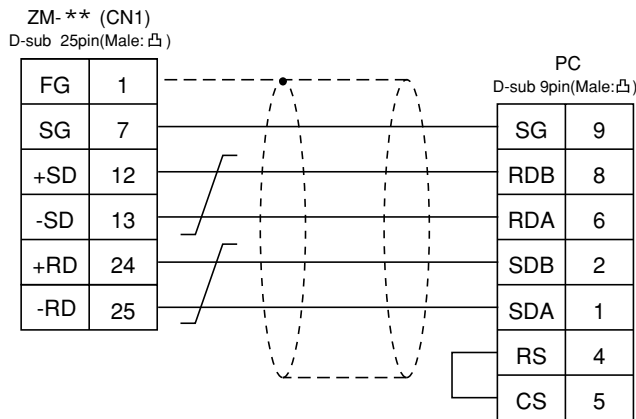 ZM-** (CN1)
D-sub 25pin(Male:凸)
FG 1
SG 7
+SD 12
-SD 13
+RD 24
-RD 25
PC
D-sub 9pin(Male:凸)
SG 9
RDB 8
RDA 6
SDB 2
SDA 1
RS 4
CS 5